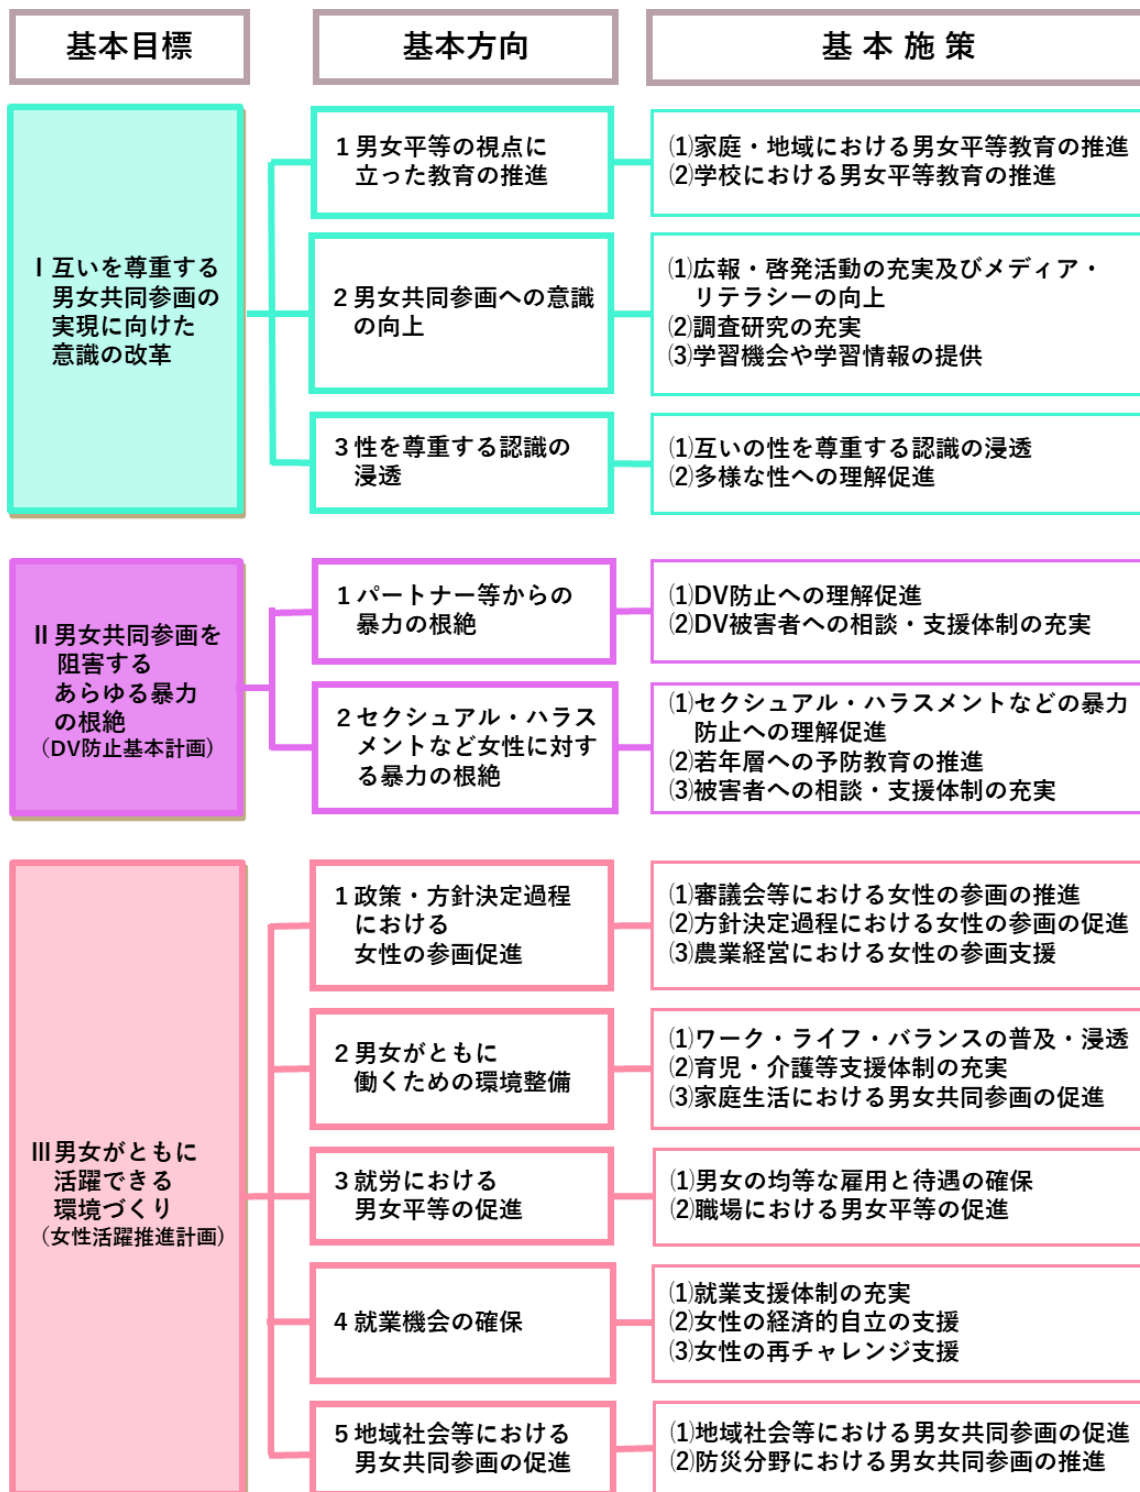 基本目標
基本方向
基本施策
Ⅰ 互いを尊重する
男女共同参画の
実現に向けた
意識の改革
1 男女平等の視点に
立った教育の推進
⑴家庭・地域における男女平等教育の推進
⑵学校における男女平等教育の推進
2 男女共同参画への意識
の向上
⑴広報・啓発活動の充実及びメディア・
リテラシーの向上
⑵調査研究の充実
⑶学習機会や学習情報の提供
3 性を尊重する認識の
浸透
⑴互いの性を尊重する認識の浸透
⑵多様な性への理解促進
Ⅱ 男女共同参画を
阻害する
あらゆる暴力
の根絶
（DV防止基本計画）
1 パートナー等からの
暴力の根絶
⑴DV防止への理解促進
⑵DV被害者への相談・支援体制の充実
2 セクシュアル・ハラス
メントなど女性に対す
る暴力の根絶
⑴セクシュアル・ハラスメントなどの暴力
防止への理解促進
⑵若年層への予防教育の推進
⑶被害者への相談・支援体制の充実
Ⅲ 男女がともに
活躍できる
環境づくり
（女性活躍推進計画）
1 政策・方針決定過程
における
女性の参画促進
⑴審議会等における女性の参画の推進
⑵方針決定過程における女性の参画の促進
⑶農業経営における女性の参画支援
2 男女がともに
働くための環境整備
⑴ワーク・ライフ・バランスの普及・浸透
⑵育児・介護等支援体制の充実
⑶家庭生活における男女共同参画の促進
3 就労における
男女平等の促進
⑴男女の均等な雇用と待遇の確保
⑵職場における男女平等の促進
4 就業機会の確保
⑴就業支援体制の充実
⑵女性の経済的自立の支援
⑶女性の再チャレンジ支援
5 地域社会等における
男女共同参画の促進
⑴地域社会等における男女共同参画の促進
⑵防災分野における男女共同参画の推進